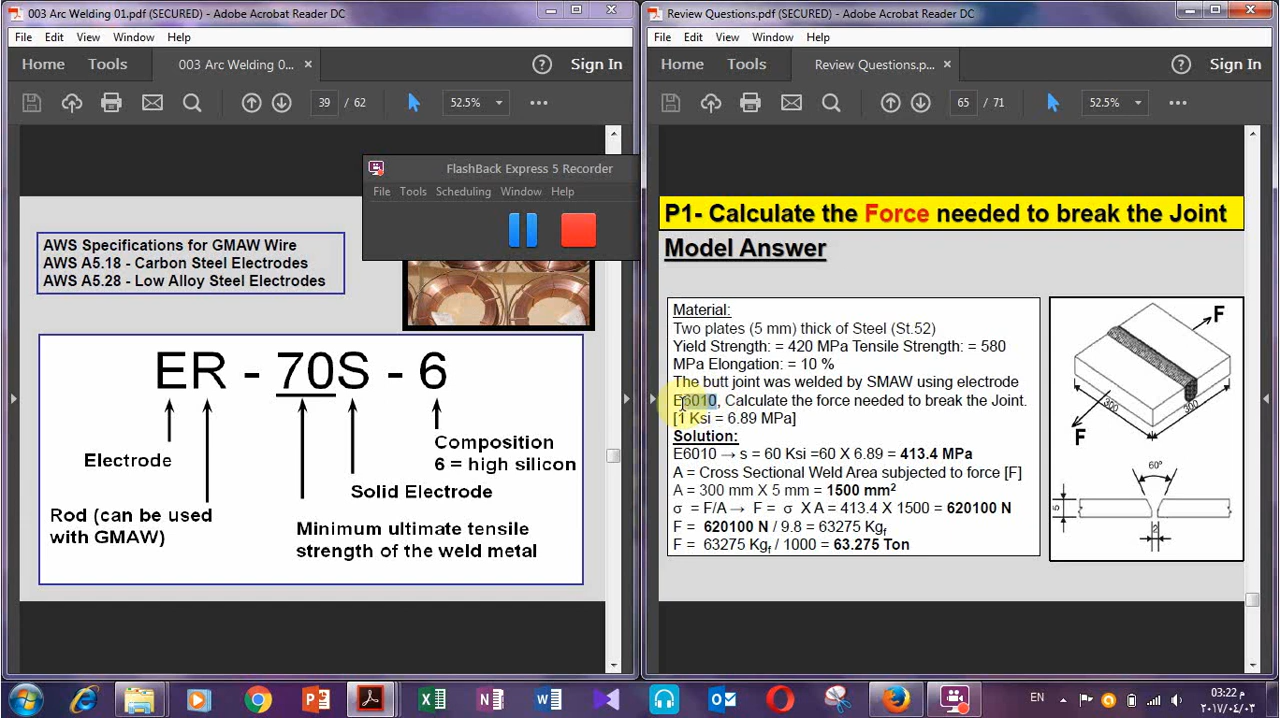 003 Arc Welding 01.pdf (SECURED) - Adobe Acrobat Reader DC
File Edit View Window Help
Home Tools 003 Arc Welding 0... × Sign In
39 / 62 52.5%
FlashBack Express 5 Recorder
File Tools Scheduling Window Help
AWS Specifications for GMAW Wire
AWS A5.18 - Carbon Steel Electrodes
AWS A5.28 - Low Alloy Steel Electrodes
ER - 70S - 6
Electrode
Rod (can be used
with GMAW)
Minimum ultimate tensile
strength of the weld metal
Solid Electrode
Composition
6 = high silicon
Review Questions.pdf (SECURED) - Adobe Acrobat Reader DC
File Edit View Window Help
Home Tools Review Questions.p... × Sign In
65 / 71 52.5%
P1- Calculate the Force needed to break the Joint
Model Answer
Material:
Two plates (5 mm) thick of Steel (St.52)
Yield Strength: = 420 MPa Tensile Strength: = 580
MPa Elongation: = 10 %
The butt joint was welded by SMAW using electrode
E6010, Calculate the force needed to break the Joint.
[1 Ksi = 6.89 MPa]
Solution:
E6010 → s = 60 Ksi =60 X 6.89 = 413.4 MPa
A = Cross Sectional Weld Area subjected to force [F]
A = 300 mm X 5 mm = 1500 mm²
σ = F/A → F = σ X A = 413.4 X 1500 = 620100 N
F = 620100 N / 9.8 = 63275 Kgf
F = 63275 Kgf / 1000 = 63.275 Ton
F
300
300
F
60°
5
EN
03:22 م
٢٠١٧/٠٤/٠٣